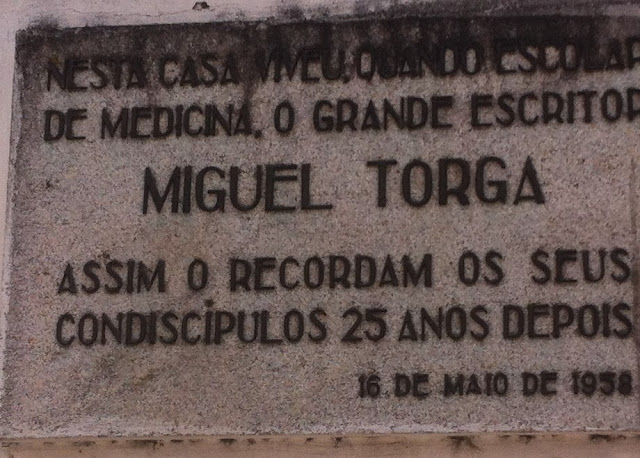 NESTA CASA VIVEU, QUANDO ESCOLAR
DE MEDICINA, O GRANDE ESCRITOR
MIGUEL TORGA
ASSIM O RECORDAM OS SEUS
CONDISCÍPULOS 25 ANOS DEPOIS
16 DE MAIO DE 1958